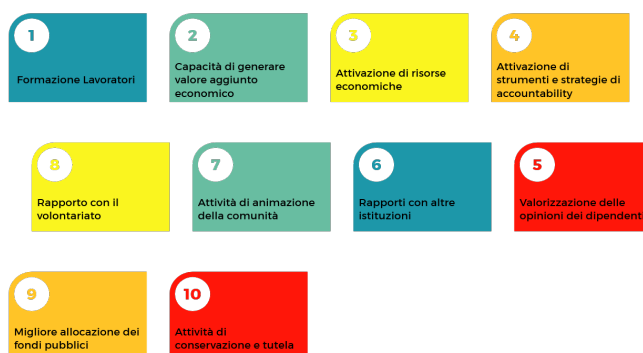 1
Formazione Lavoratori
2
Capacità di generare
valore aggiunto
economico
3
Attivazione di risorse
economiche
4
Attivazione di
strumenti e strategie di
accountability
8
Rapporto con il
volontariato
7
Attività di animazione
della comunità
6
Rapporti con altre
istituzioni
5
Valorizzazione delle
opinioni dei dipendent
9
Migliore allocazione dei
fondi pubblici
10
Attività di
conservazione e tutela